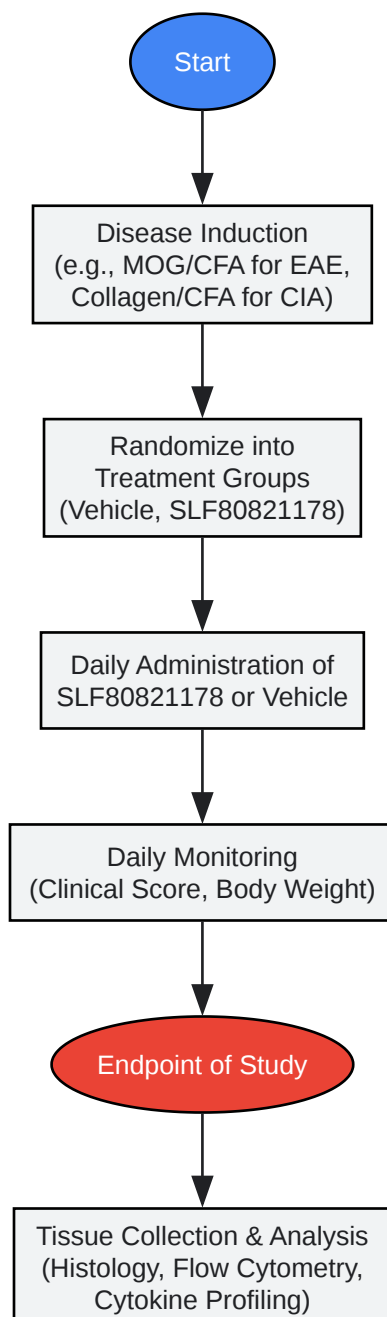 Start
Disease Induction
(e.g., MOG/CFA for EAE,
Collagen/CFA for CIA)
Randomize into
Treatment Groups
(Vehicle, SLF80821178)
Daily Administration of
SLF80821178 or Vehicle
Daily Monitoring
(Clinical Score, Body Weight)
Endpoint of Study
Tissue Collection & Analysis
(Histology, Flow Cytometry,
Cytokine Profiling)